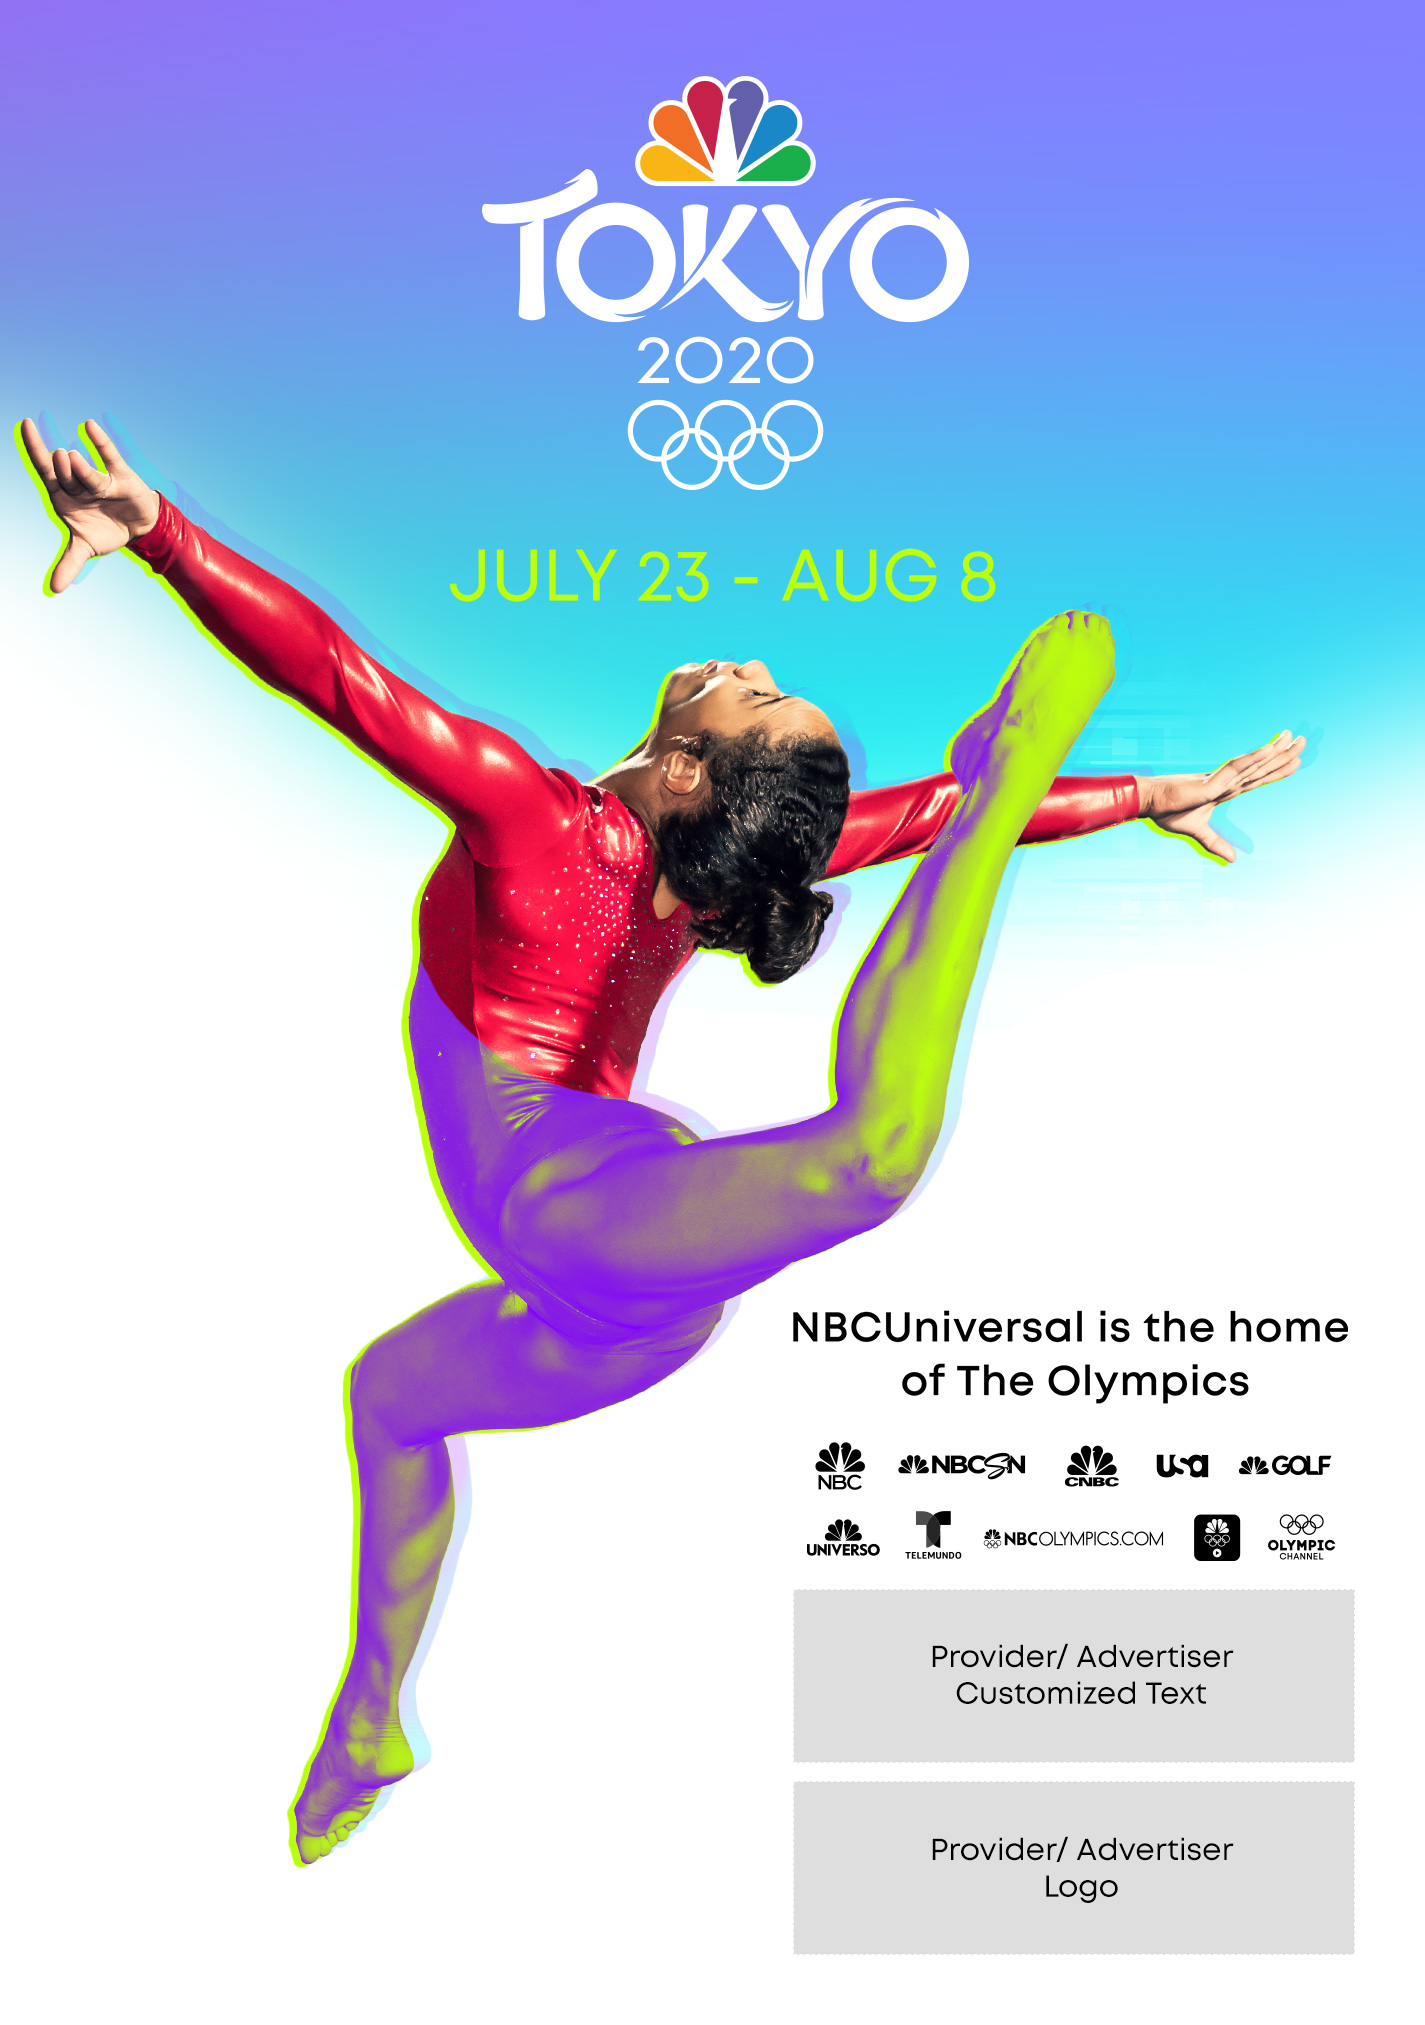 TOKYO
2020
JULY 23 - AUG 8
NBCUniversal is the home
of The Olympics
NBC NBCSN CNBC USA GOLF
UNIVERSO TELEMUNDO NBCOLYMPICS.COM OLYMPIC CHANNEL
Provider/ Advertiser
Customized Text
Provider/ Advertiser
Logo